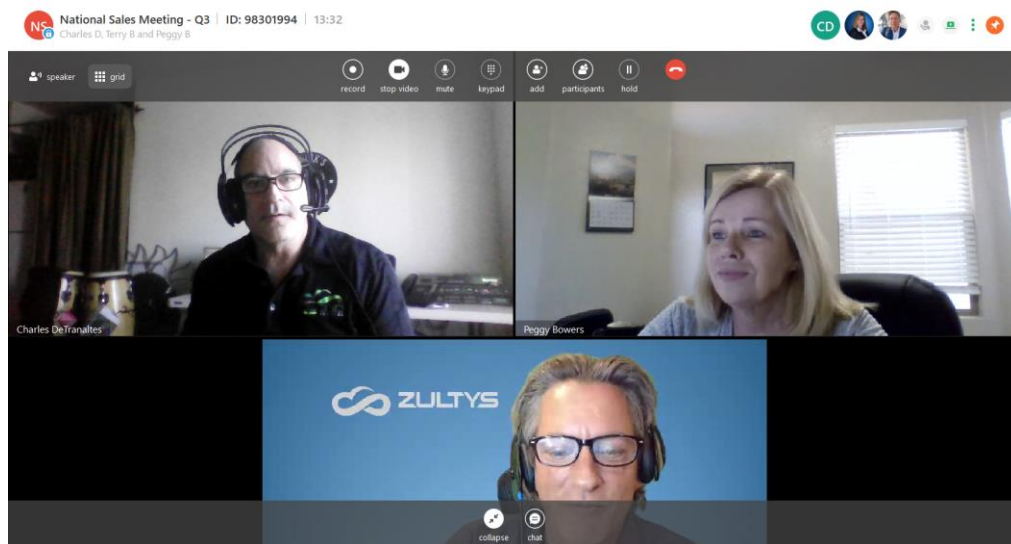 NS National Sales Meeting - Q3 | ID: 98301994 | 13:32 CD
Charles D, Terry B and Peggy B
speaker grid record stop video mute keypad add participants hold
Charles DeTranaltes Peggy Bowers
ZULTYS
collapse chat